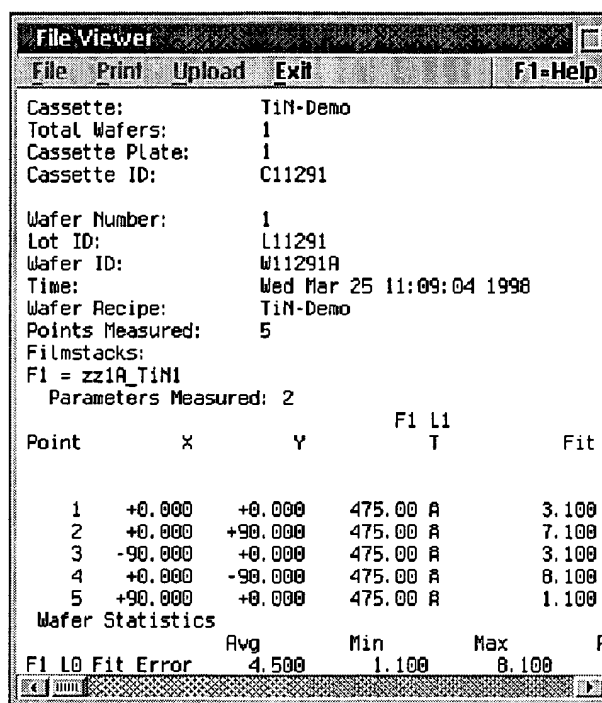 File Viewer
File Print Upload Exit F1=Help
Cassette: TiN-Demo
Total Wafers: 1
Cassette Plate: 1
Cassette ID: C11291
Wafer Number: 1
Lot ID: L11291
Wafer ID: W11291A
Time: Wed Mar 25 11:09:04 1998
Wafer Recipe: TiN-Demo
Points Measured: 5
Filmstacks:
F1 = zz1A_TiN1
Parameters Measured: 2
F1 L1
Point X Y T Fit
1 +0.000 +0.000 475.00 A 3.100
2 +0.000 +90.000 475.00 A 7.100
3 -90.000 +0.000 475.00 A 3.100
4 +0.000 -90.000 475.00 A 8.100
5 +90.000 +0.000 475.00 A 1.100
Wafer Statistics
Avg Min Max
F1 L0 Fit Error 4.500 1.100 8.100